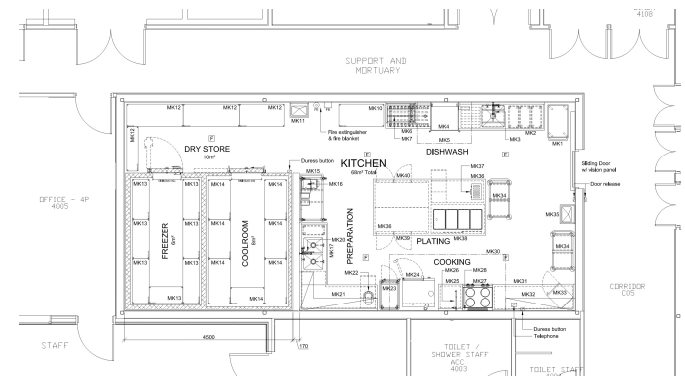 4108
SUPPORT AND
MORTUARY
MK12
MK12
MK12
MK11
MK10
MK4
MK6
MK7
MK5
MK3
MK2
MK1
Fire extinguisher
& fire blanket
MK12
F
DRY STORE
DISHWASH
KITCHEN
68m² Total
F
F
Duress button
Sliding Door
w/ vision panel
Door release
MK15
MK16
MK40
MK37
MK36
MK34
MK35
MK13
MK13
MK14
MK14
OFFICE - 4P
4005
MK13
MK13
MK14
MK14
FREEZER
6m²
COOLROOM
8m²
PREPARATION
MK38
MK39
PLATING
MK38
MK34
MK20
MK17
MK30
MK13
MK13
MK14
MK14
F
F
COOKING
MK22
MK24
MK26
MK28
MK25
MK27
MK31
MK13
MK14
MK21
MK23
MK32
MK33
CORRIDOR
C05
Duress button
Telephone
4500
170
STAFF
TOILET /
SHOWER STAFF
ACC
4003
TOILET STAFF